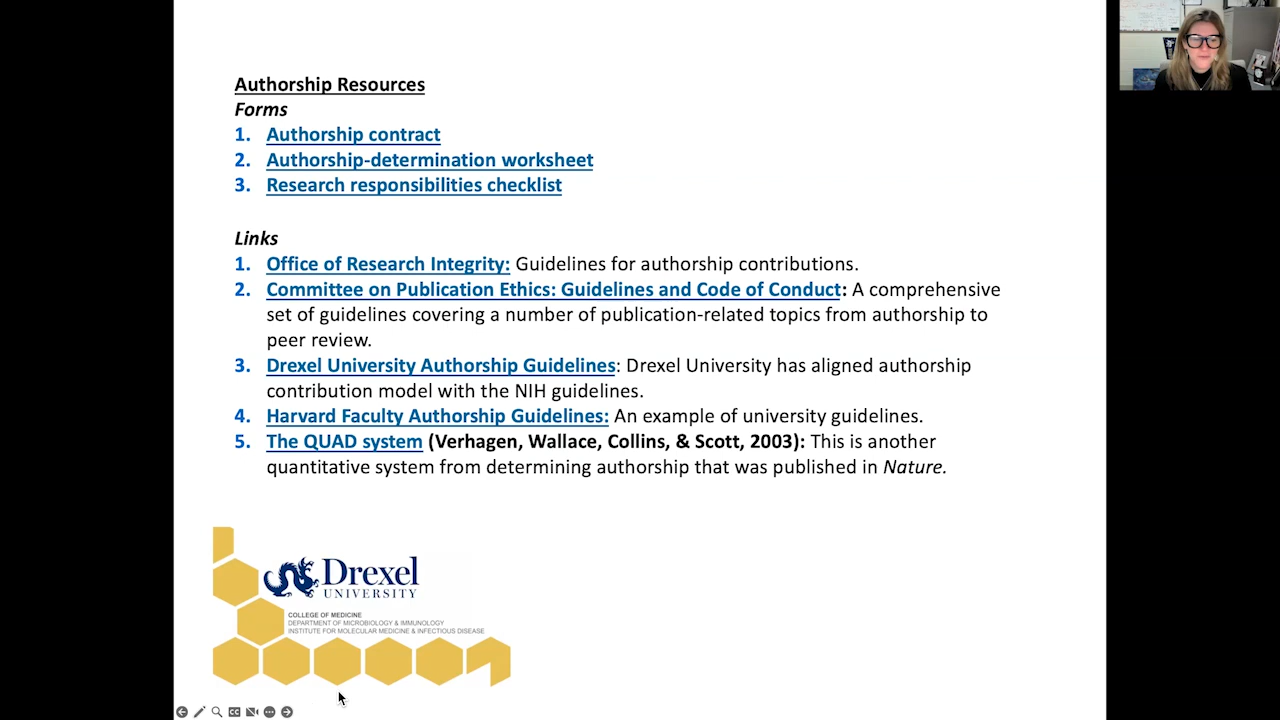 Authorship Resources
Forms
1. Authorship contract
2. Authorship-determination worksheet
3. Research responsibilities checklist
Links
1. Office of Research Integrity: Guidelines for authorship contributions.
2. Committee on Publication Ethics: Guidelines and Code of Conduct: A comprehensive
set of guidelines covering a number of publication-related topics from authorship to
peer review.
3. Drexel University Authorship Guidelines: Drexel University has aligned authorship
contribution model with the NIH guidelines.
4. Harvard Faculty Authorship Guidelines: An example of university guidelines.
5. The QUAD system (Verhagen, Wallace, Collins, & Scott, 2003): This is another
quantitative system from determining authorship that was published in Nature.
Drexel
UNIVERSITY
COLLEGE OF MEDICINE
DEPARTMENT OF MICROBIOLOGY & IMMUNOLOGY
INSTITUTE FOR MOLECULAR MEDICINE & INFECTIOUS DISEASE